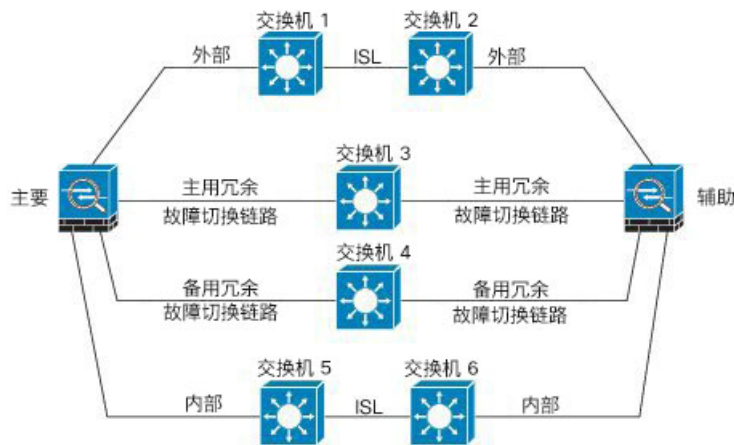 交换机 1
交换机 2
外部
ISL
外部
交换机 3
主要
主用冗余
主用冗余
辅助
故障切换链路
故障切换链路
交换机 4
备用冗余
备用冗余
故障切换链路
故障切换链路
交换机 5
交换机 6
内部
ISL
内部